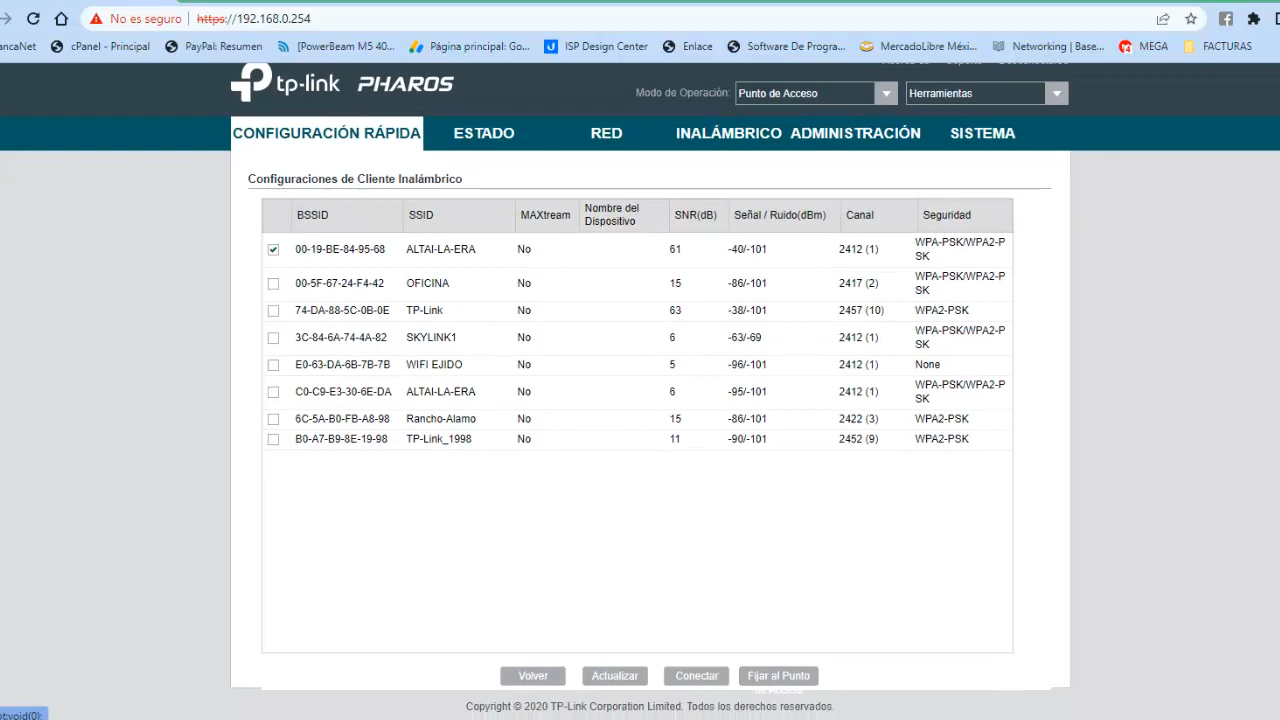 No es seguro https://192.168.0.254
ancaNet cPanel - Principal PayPal: Resumen [PowerBeam M5 40... Página principal: Go... ISP Design Center Enlace Software De Progra... MercadoLibre Méxi... Networking | Base... MEGA FACTURAS
tp-link PHAROS
Modo de Operación: Punto de Acceso Herramientas
CONFIGURACIÓN RÁPIDA ESTADO RED INALÁMBRICO ADMINISTRACIÓN SISTEMA
Configuraciones de Cliente Inalámbrico
BSSID SSID MAXtream Nombre del Dispositivo SNR(dB) Señal / Ruido(dBm) Canal Seguridad
00-19-BE-84-95-68 ALTAI-LA-ERA No 61 -40/-101 2412 (1) WPA-PSK/WPA2-PSK
00-5F-67-24-F4-42 OFICINA No 15 -86/-101 2417 (2) WPA-PSK/WPA2-PSK
74-DA-88-5C-0B-0E TP-Link No 63 -38/-101 2457 (10) WPA2-PSK
3C-84-6A-74-4A-82 SKYLINK1 No 6 -63/-69 2412 (1) WPA-PSK/WPA2-PSK
E0-63-DA-6B-7B-7B WIFI EJIDO No 5 -96/-101 2412 (1) None
C0-C9-E3-30-6E-DA ALTAI-LA-ERA No 6 -95/-101 2412 (1) WPA-PSK/WPA2-PSK
6C-5A-B0-FB-A8-98 Rancho-Alamo No 15 -86/-101 2422 (3) WPA2-PSK
B0-A7-B9-8E-19-98 TP-Link_1998 No 11 -90/-101 2452 (9) WPA2-PSK
Volver Actualizar Conectar Fijar al Punto
de Acceso
Copyright © 2020 TP-Link Corporation Limited. Todos los derechos reservados.
pt:void(0);